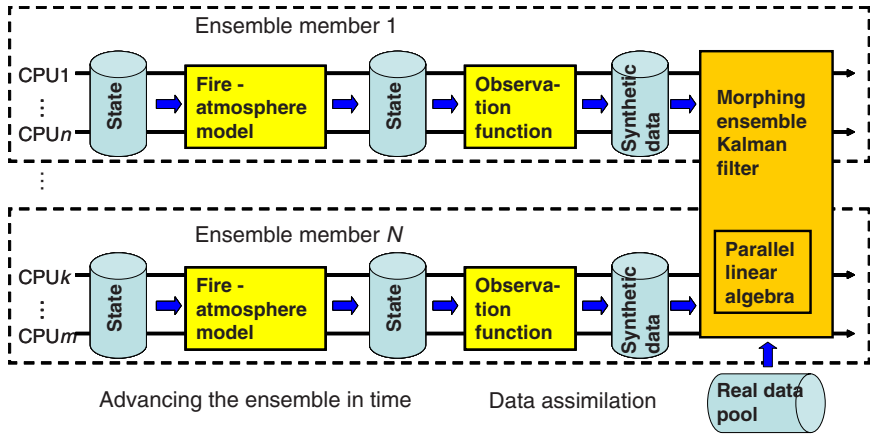 Ensemble member 1
CPU1
⋮
CPUn
State
Fire -
atmosphere
model
State
Observa-
tion
function
Synthetic
data
Morphing
ensemble
Kalman
filter
⋮
Ensemble member N
CPUk
⋮
CPUm
State
Fire -
atmosphere
model
State
Observa-
tion
function
Synthetic
data
Parallel
linear
algebra
Advancing the ensemble in time
Data assimilation
Real data
pool